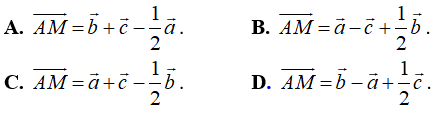 A. $\overrightarrow{AM}=\vec{b}+\vec{c}-\frac{1}{2}\vec{a}$. B. $\overrightarrow{AM}=\vec{a}-\vec{c}+\frac{1}{2}\vec{b}$.
C. $\overrightarrow{AM}=\vec{a}+\vec{c}-\frac{1}{2}\vec{b}$. D. $\overrightarrow{AM}=\vec{b}-\vec{a}+\frac{1}{2}\vec{c}$.